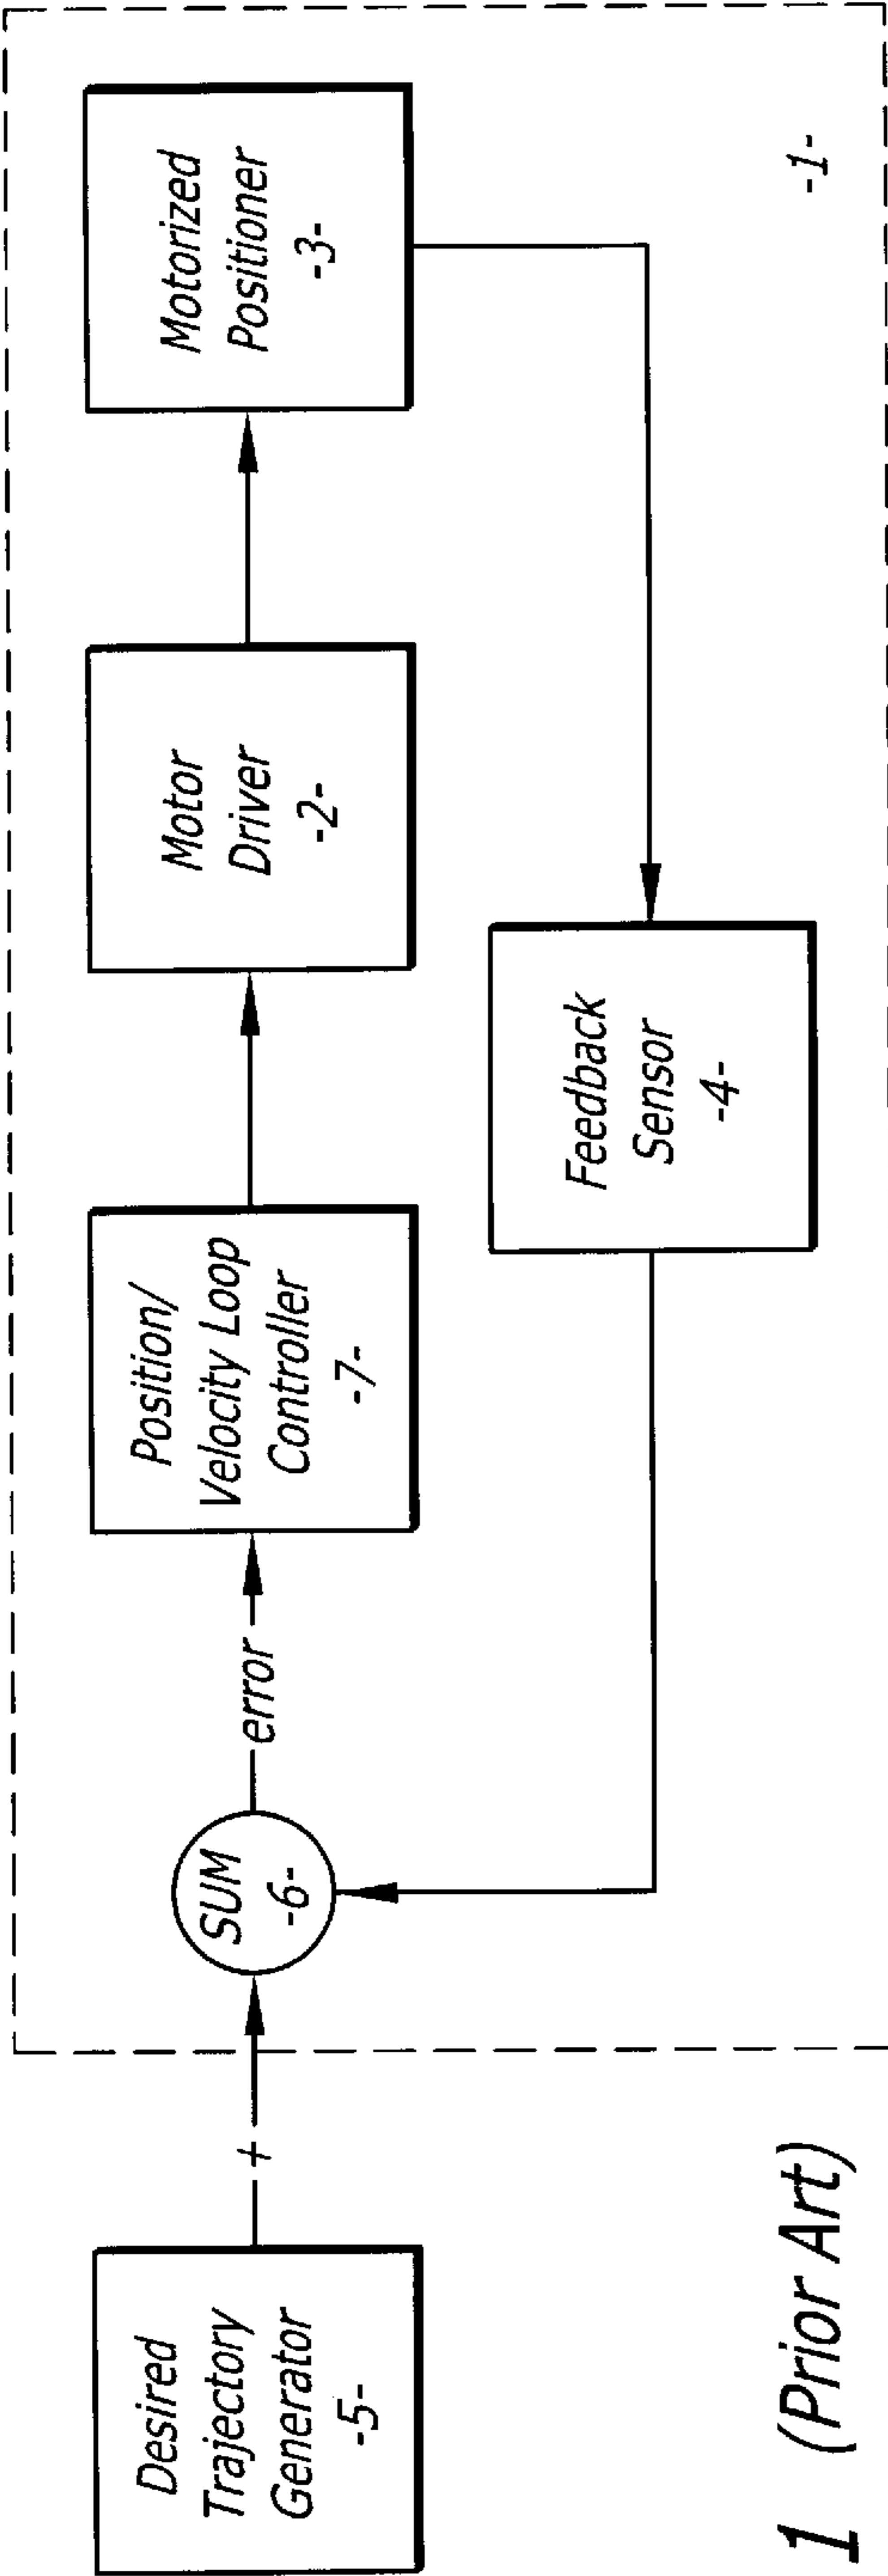 Desired
Trajectory
Generator
-5-
+
SUM
-6-
error
Position/
Velocity Loop
Controller
-7-
Motor
Driver
-2-
Motorized
Positioner
-3-
Feedback
Sensor
-4-
-1-
1 (Prior Art)